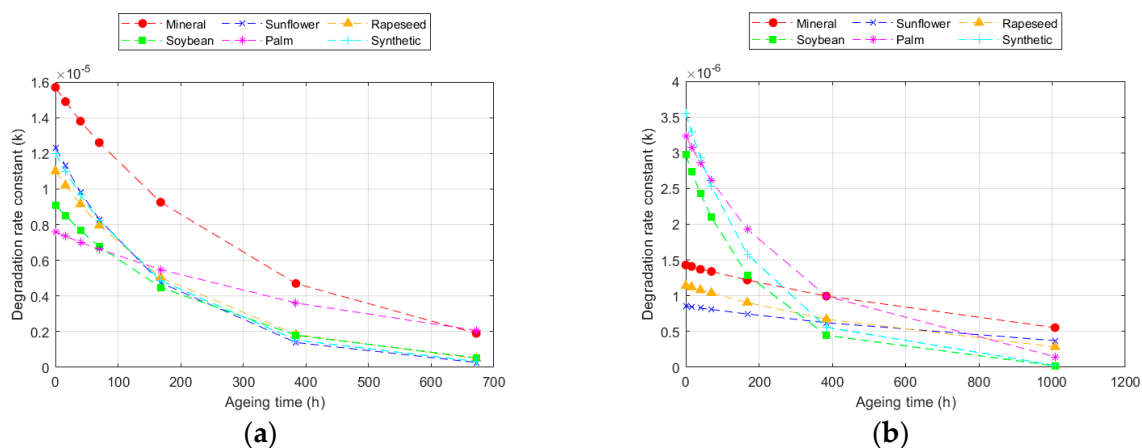 Mineral Sunflower Rapeseed
Soybean Palm Synthetic
×10^-5
1.6
1.4
1.2
1
0.8
0.6
0.4
0.2
0
Degradation rate constant (k)
0 100 200 300 400 500 600 700
Ageing time (h)
(a)
Mineral Sunflower Rapeseed
Soybean Palm Synthetic
×10^-6
4
3.5
3
2.5
2
1.5
1
0.5
0
Degradation rate constant (k)
0 200 400 600 800 1000 1200
Ageing time (h)
(b)